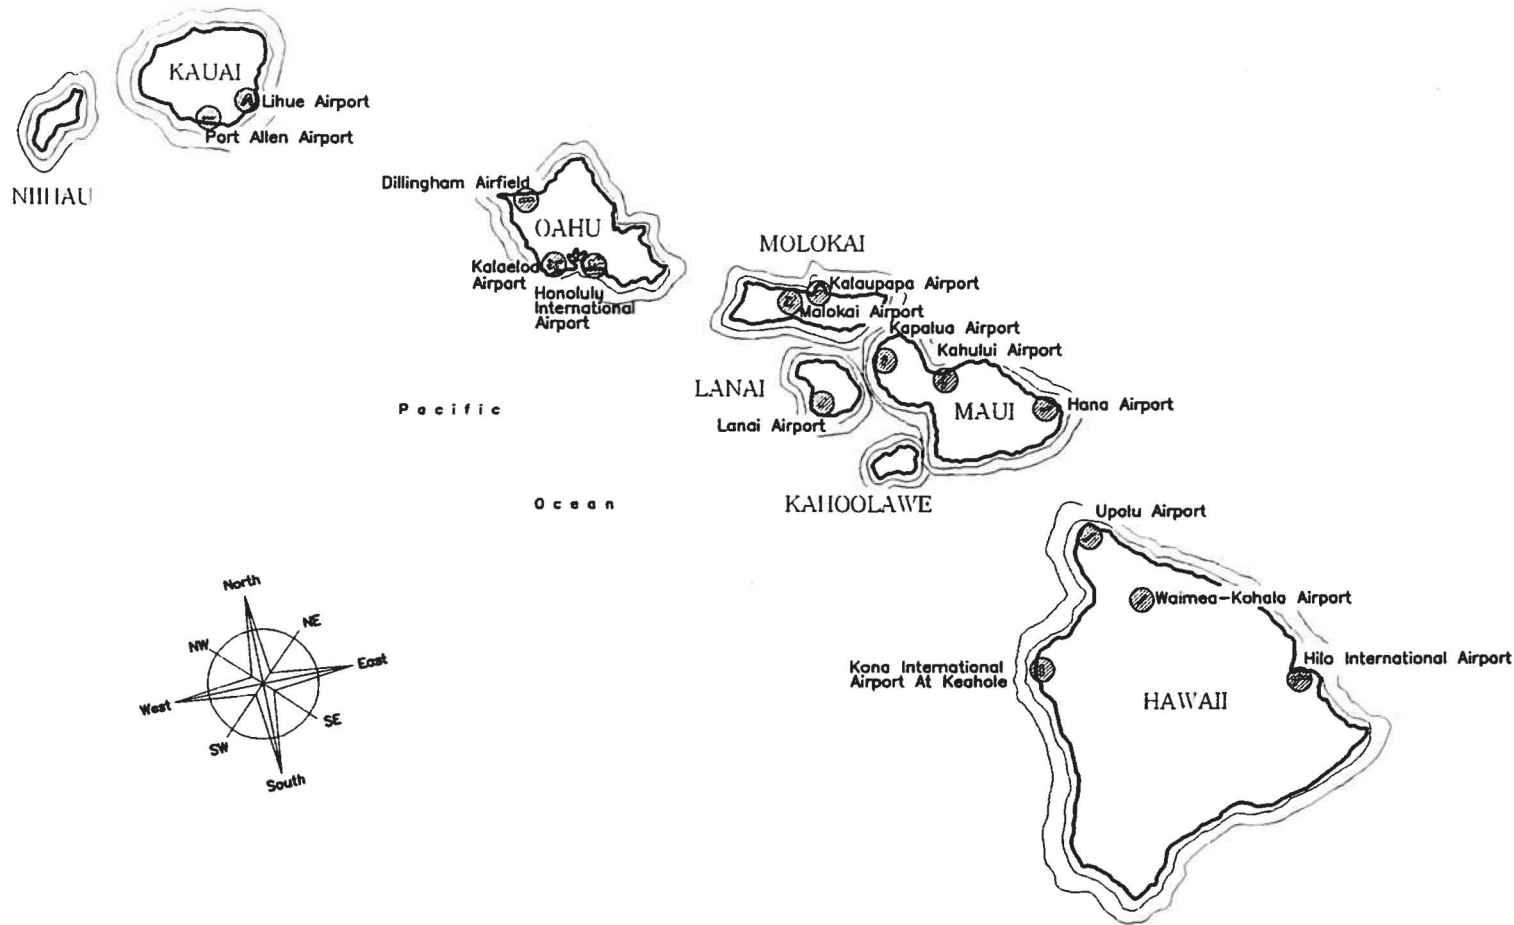 KAUAI
Lihue Airport
Port Allen Airport
NIIHAU
Dillingham Airfield
OAHU
Kalaeloa
Airport
Honolulu
International
Airport
MOLOKAI
Kalaupapa Airport
Molokai Airport
Kapalua Airport
Kahului Airport
LANAI
Lanai Airport
MAUI
Hana Airport
KAHOOLAWE
Pacific
Ocean
Upolu Airport
Waimea-Kohala Airport
Kona International
Airport At Keahole
Hilo International Airport
HAWAII
North
NE
East
SE
South
SW
West
NW